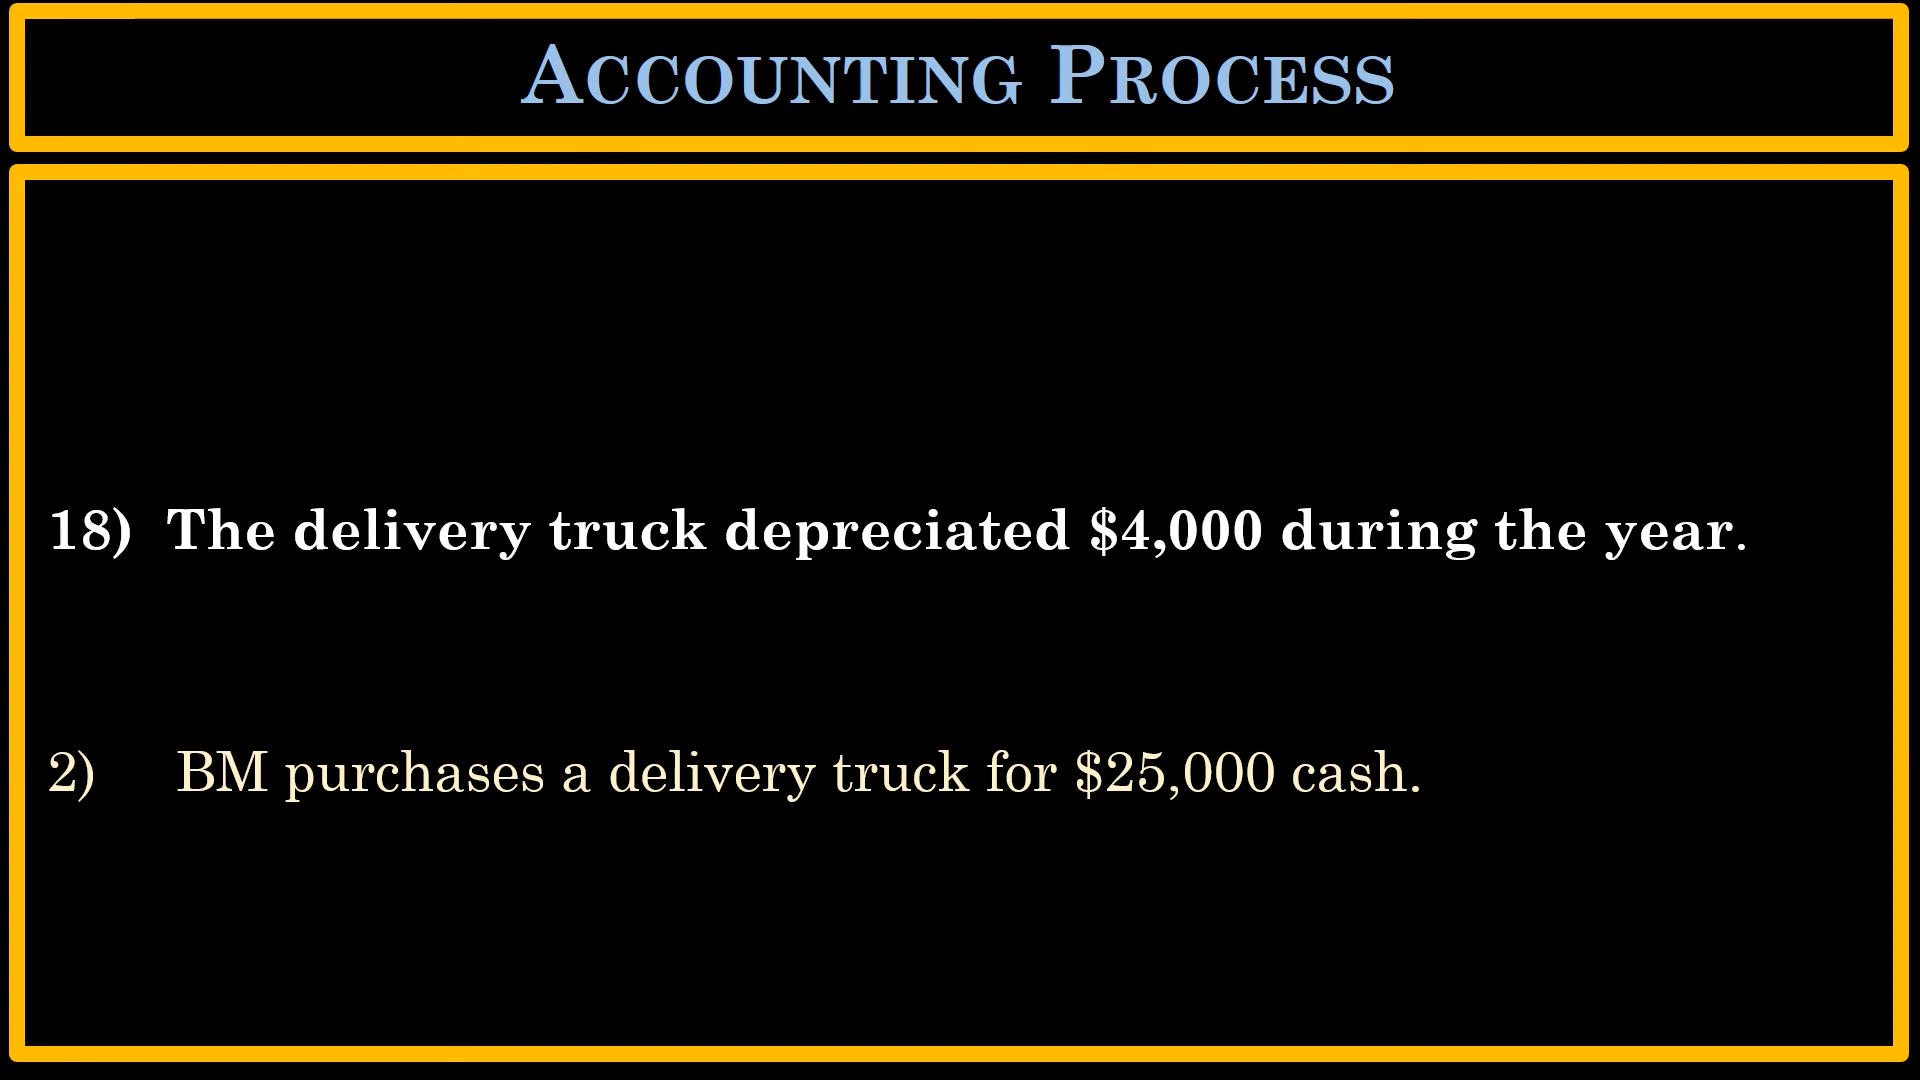 Accounting Process
18) The delivery truck depreciated $4,000 during the year.
2) BM purchases a delivery truck for $25,000 cash.